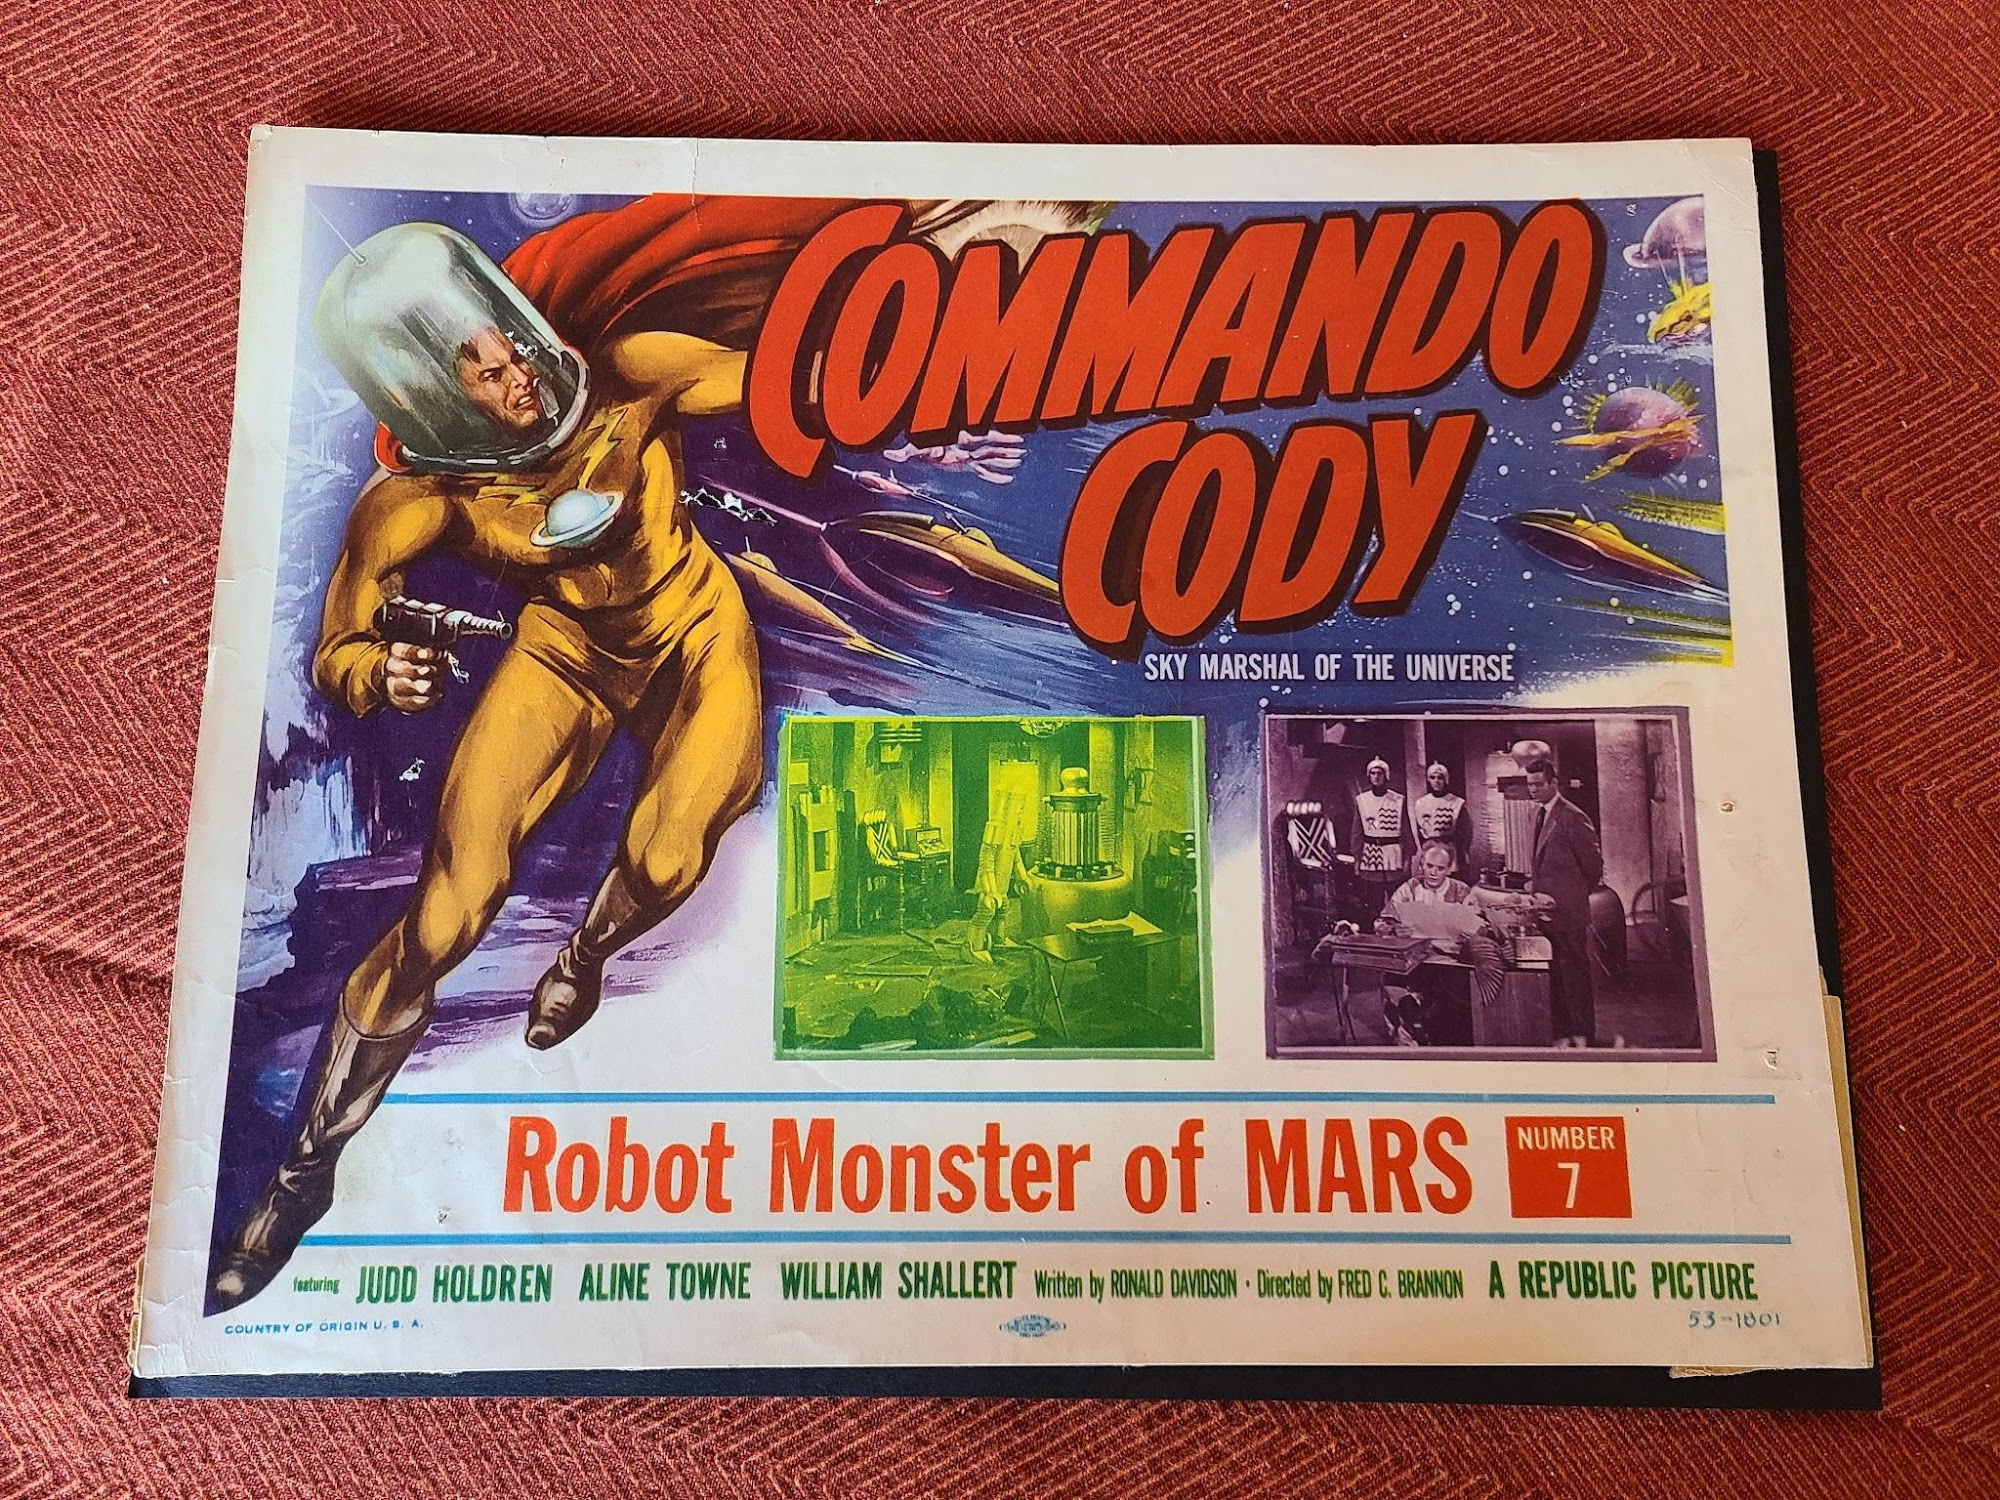 COMMANDO
CODY
SKY MARSHAL OF THE UNIVERSE
Robot Monster of MARS
NUMBER
7
featuring JUDD HOLDREN ALINE TOWNE WILLIAM SHALLERT Written by RONALD DAVIDSON · Directed by FRED C. BRANNON A REPUBLIC PICTURE
COUNTRY OF ORIGIN U. S. A.
53-1801